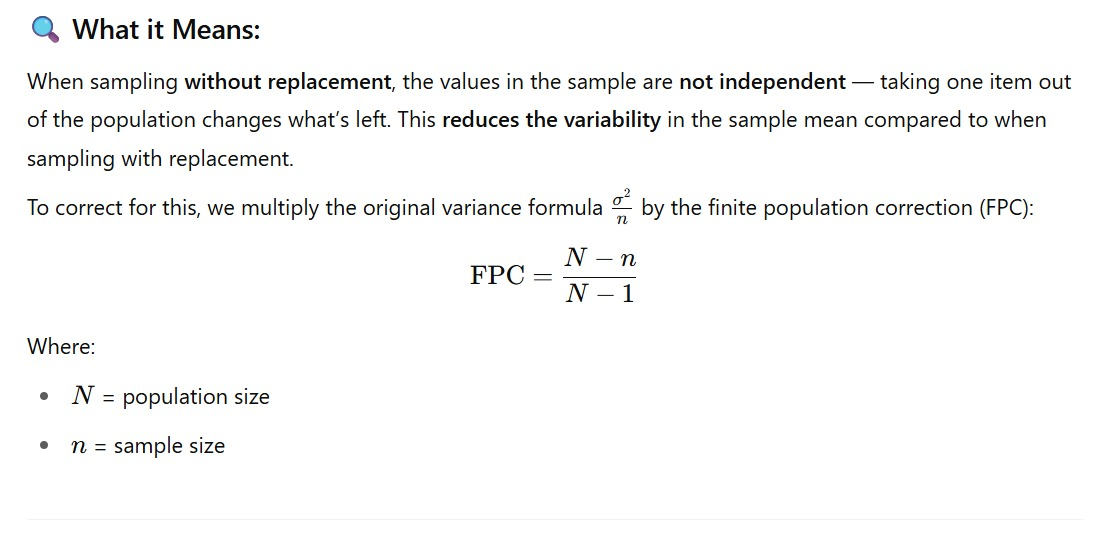 🔍 What it Means:
When sampling without replacement, the values in the sample are not independent — taking one item out
of the population changes what’s left. This reduces the variability in the sample mean compared to when
sampling with replacement.
To correct for this, we multiply the original variance formula σ²/n by the finite population correction (FPC):
FPC = (N − n)/(N − 1)
Where:
• N = population size
• n = sample size